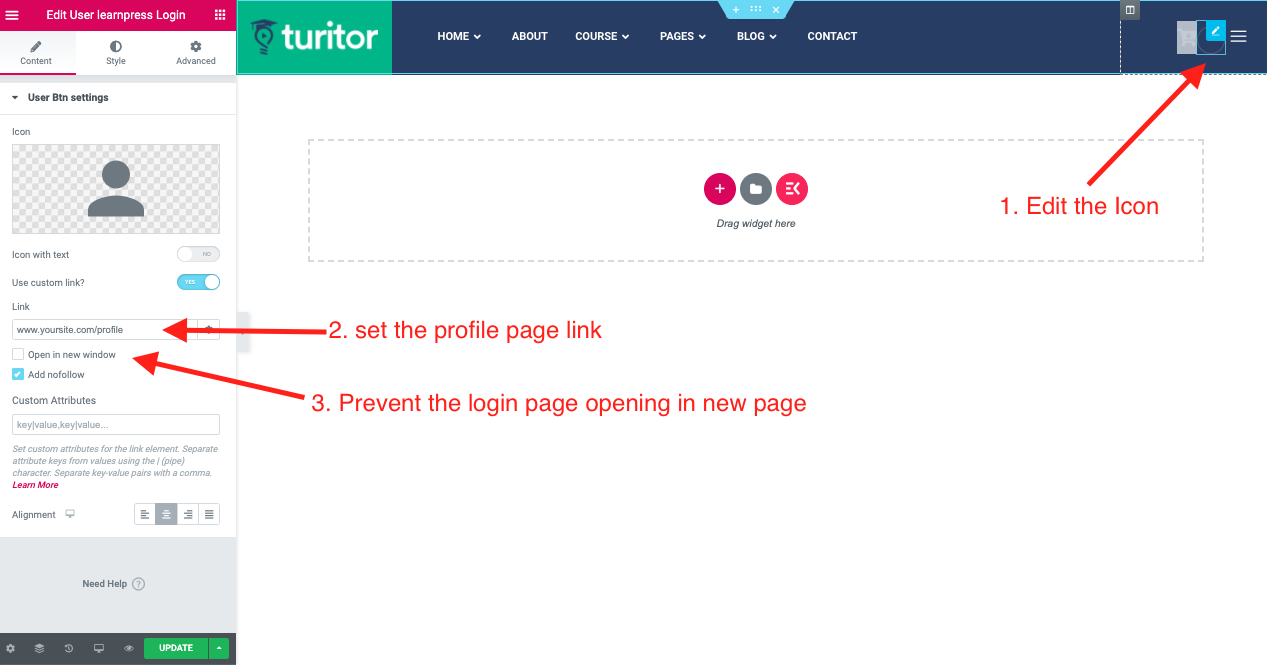 Edit User learnpress Login
Content
Style
Advanced
User Btn settings
Icon
Icon with text
NO
Use custom link?
YES
Link
www.yoursite.com/profile
Open in new window
Add nofollow
Custom Attributes
key|value,key|value...
Set custom attributes for the link element. Separate
attribute keys from values using the | (pipe)
character. Separate key-value pairs with a comma.
Learn More
Alignment
Need Help ?
UPDATE
turitor
HOME
ABOUT
COURSE
PAGES
BLOG
CONTACT
Drag widget here
1. Edit the Icon
2. set the profile page link
3. Prevent the login page opening in new page